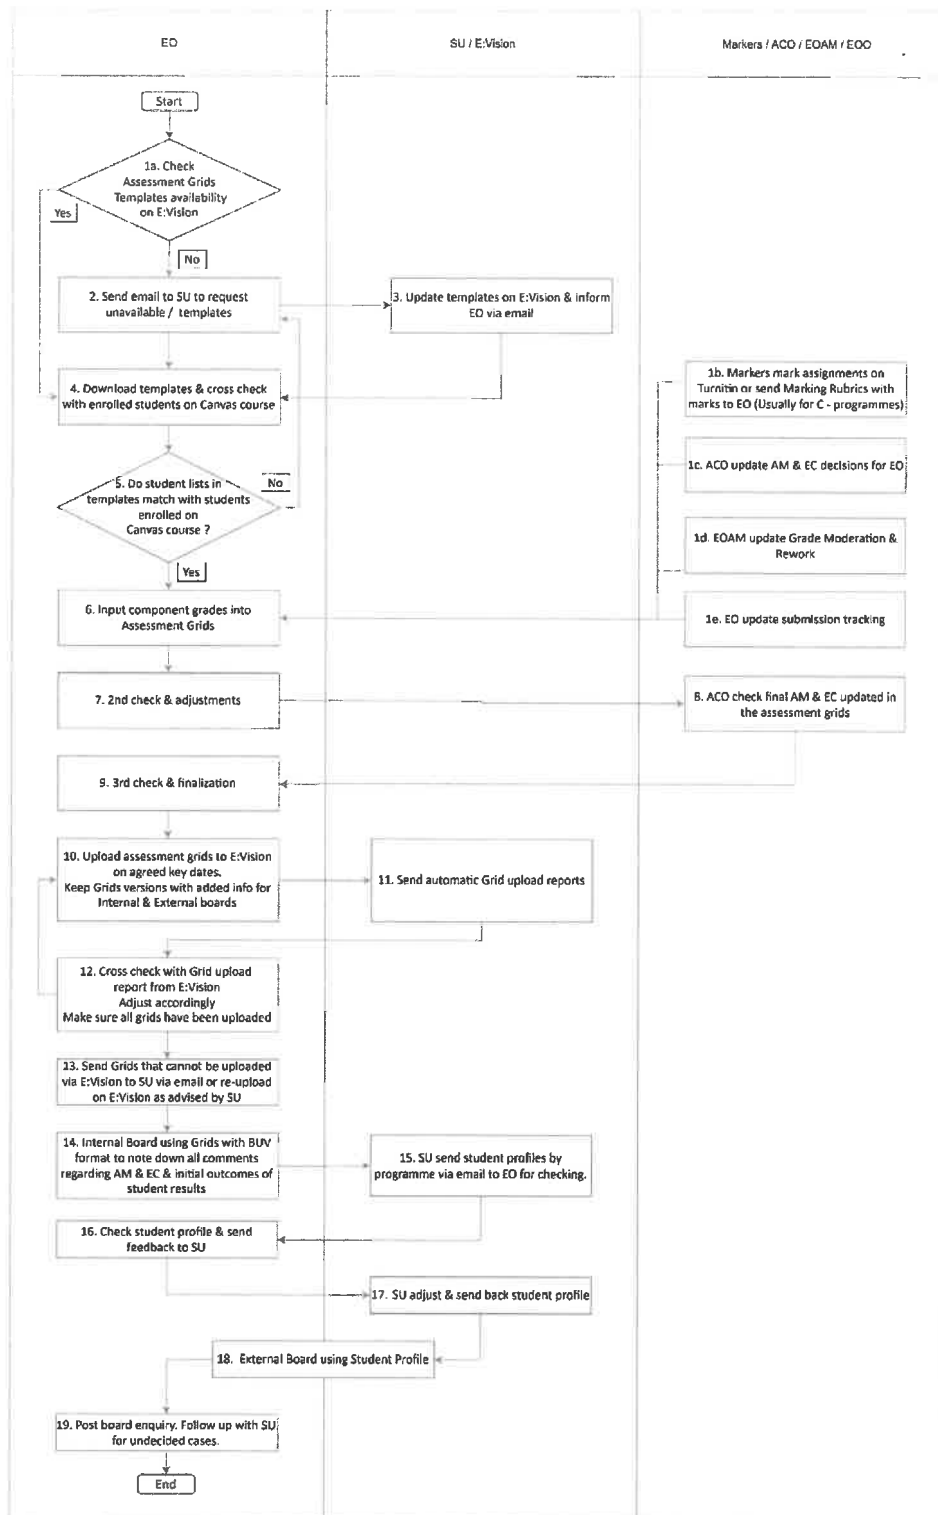 EO
SU / E:Vision
Markers / ACO / EOAM / EOO
Start
1a. Check
Assessment Grids
Templates availability
on E:Vision
Yes
No
2. Send email to SU to request
unavailable / templates
3. Update templates on E:Vision & inform
EO via email
4. Download templates & cross check
with enrolled students on Canvas course
1b. Markers mark assignments on
Turnitin or send Marking Rubrics with
marks to EO (Usually for C - programmes)
1c. ACO update AM & EC decisions for EO
5. Do student lists in
templates match with students
enrolled on
Canvas course ?
No
Yes
1d. EOAM update Grade Moderation &
Rework
6. Input component grades into
Assessment Grids
1e. EO update submission tracking
7. 2nd check & adjustments
8. ACO check final AM & EC updated in
the assessment grids
9. 3rd check & finalization
10. Upload assessment grids to E:Vision
on agreed key dates.
Keep Grids versions with added info for
Internal & External boards
11. Send automatic Grid upload reports
12. Cross check with Grid upload
report from E:Vision
Adjust accordingly
Make sure all grids have been uploaded
13. Send Grids that cannot be uploaded
via E:Vision to SU via email or re-upload
on E:Vision as advised by SU
14. Internal Board using Grids with BUV
format to note down all comments
regarding AM & EC & initial outcomes of
student results
15. SU send student profiles by
programme via email to EO for checking.
16. Check student profile & send
feedback to SU
17. SU adjust & send back student profile
18. External Board using Student Profile
19. Post board enquiry. Follow up with SU
for undecided cases.
End